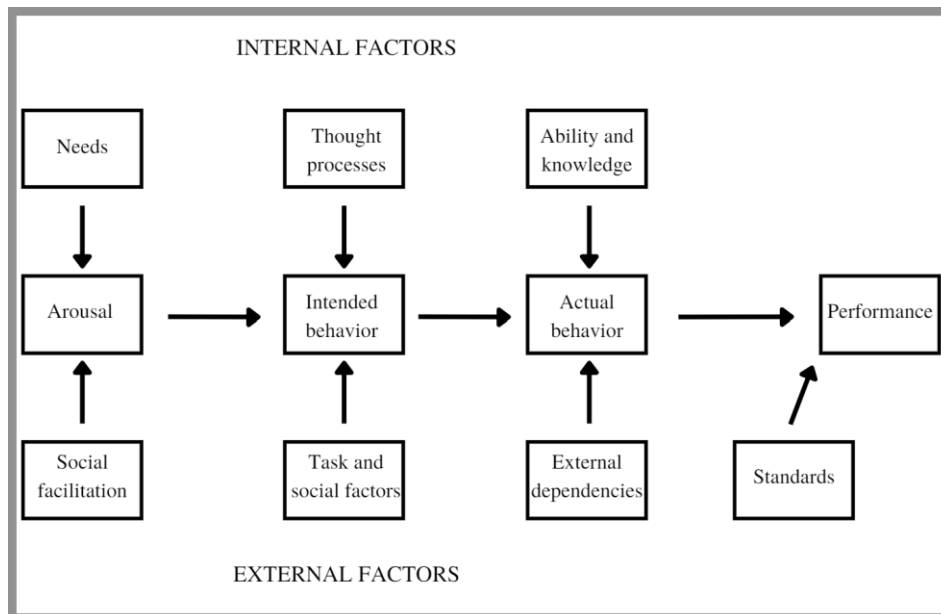 INTERNAL FACTORS
Needs
Thought
processes
Ability and
knowledge
Arousal
Intended
behavior
Actual
behavior
Performance
Social
facilitation
Task and
social factors
External
dependencies
Standards
EXTERNAL FACTORS